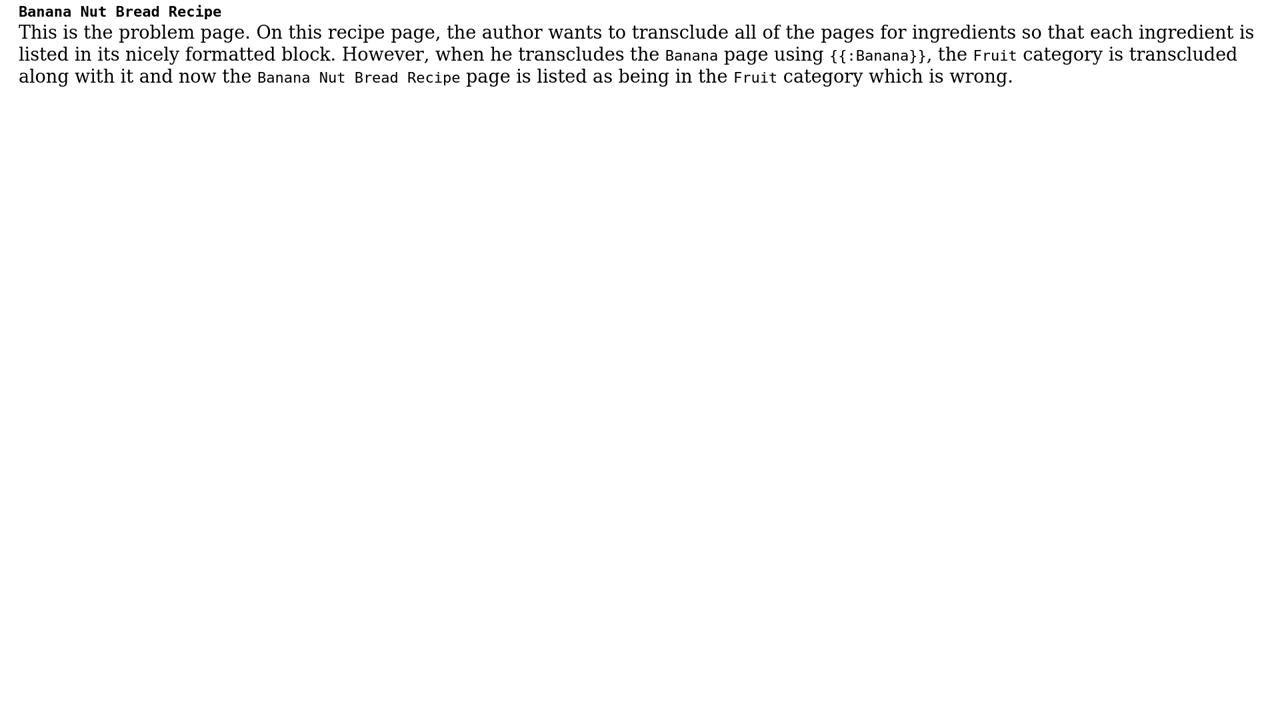 Banana Nut Bread Recipe
This is the problem page. On this recipe page, the author wants to transclude all of the pages for ingredients so that each ingredient is
listed in its nicely formatted block. However, when he transcludes the Banana page using {{:Banana}}, the Fruit category is transcluded
along with it and now the Banana Nut Bread Recipe page is listed as being in the Fruit category which is wrong.